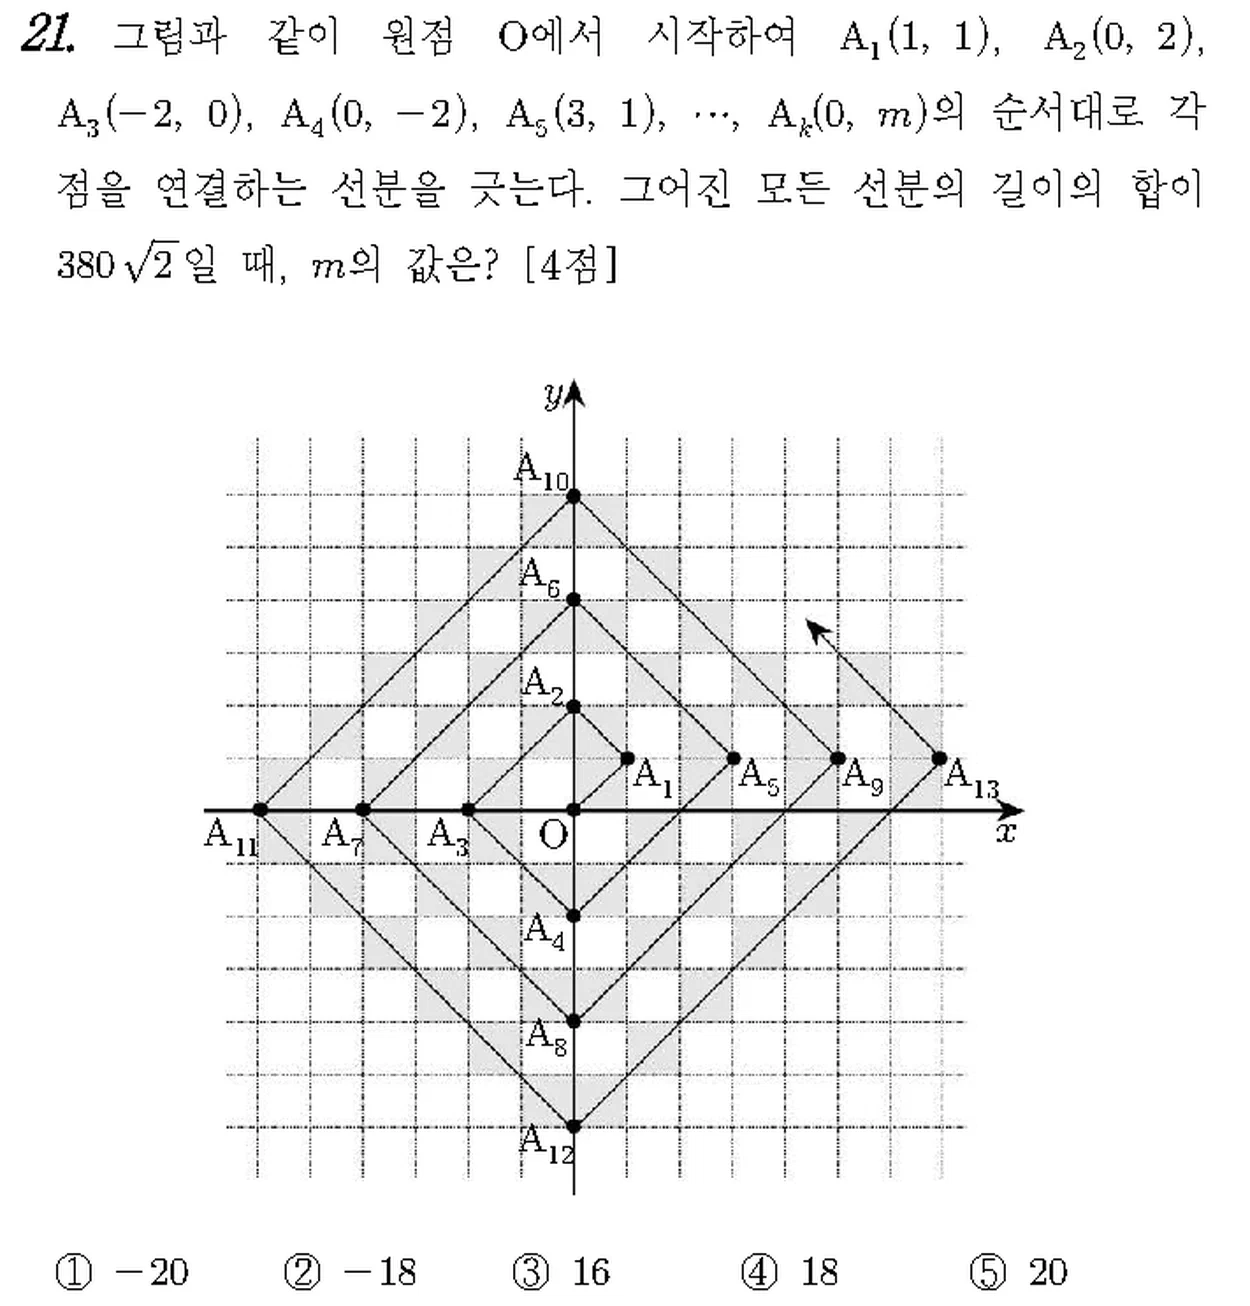 21. 그림과 같이 원점 O에서 시작하여 A₁(1, 1), A₂(0, 2),
A₃(−2, 0), A₄(0, −2), A₅(3, 1), ⋯, Aₖ(0, m)의 순서대로 각
점을 연결하는 선분을 긋는다. 그어진 모든 선분의 길이의 합이
380√2일 때, m의 값은? [4점]
y
A₁₀
A₆
A₂
A₁ A₅ A₉ A₁₃
A₁₁ A₇ A₃ O x
A₄
A₈
A₁₂
① −20 ② −18 ③ 16 ④ 18 ⑤ 20